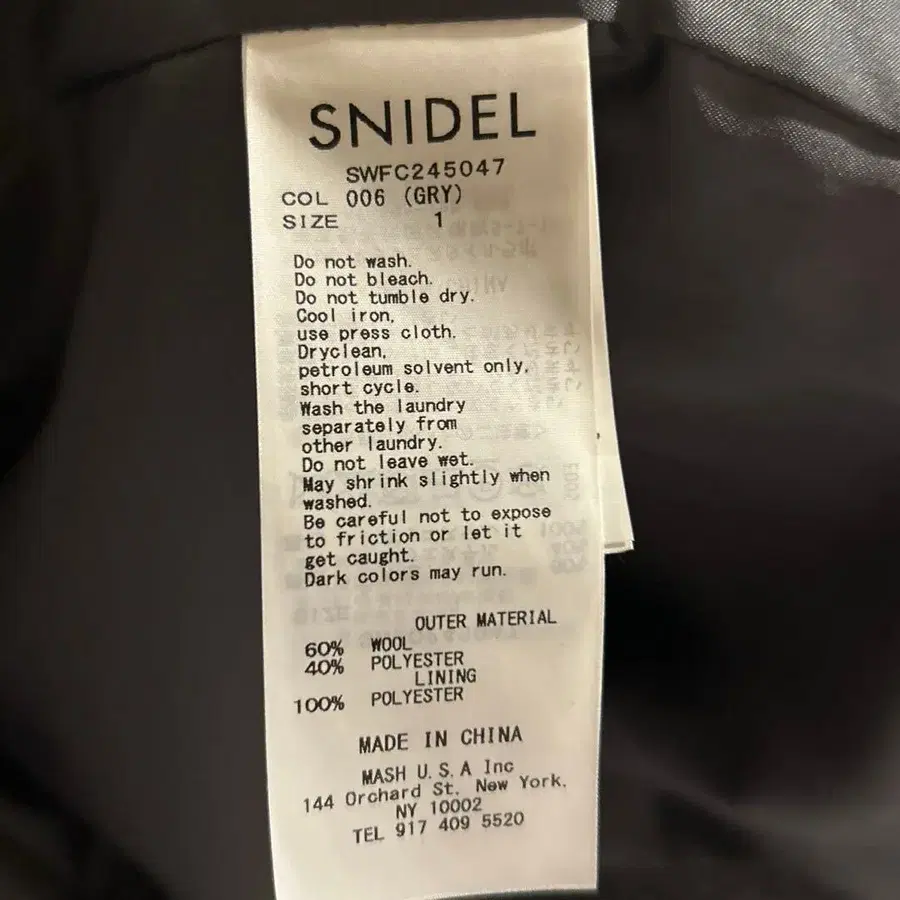 SNIDEL
SWFC245047
COL 006 (GRY)
SIZE 1
Do not wash.
Do not bleach.
Do not tumble dry.
Cool iron,
use press cloth.
Dryclean,
petroleum solvent only,
short cycle.
Wash the laundry
separately from
other laundry.
Do not leave wet.
May shrink slightly when
washed.
Be careful not to expose
to friction or let it
get caught.
Dark colors may run.
OUTER MATERIAL
60% WOOL
40% POLYESTER
LINING
100% POLYESTER
MADE IN CHINA
MASH U.S.A Inc
144 Orchard St. New York,
NY 10002
TEL 917 409 5520